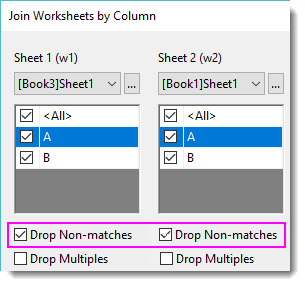 Join Worksheets by Column
Sheet 1 (w1) Sheet 2 (w2)
[Book3]Sheet1 ... [Book1]Sheet1 ...
<All> <All>
A A
B B
Drop Non-matches Drop Non-matches
Drop Multiples Drop Multiples